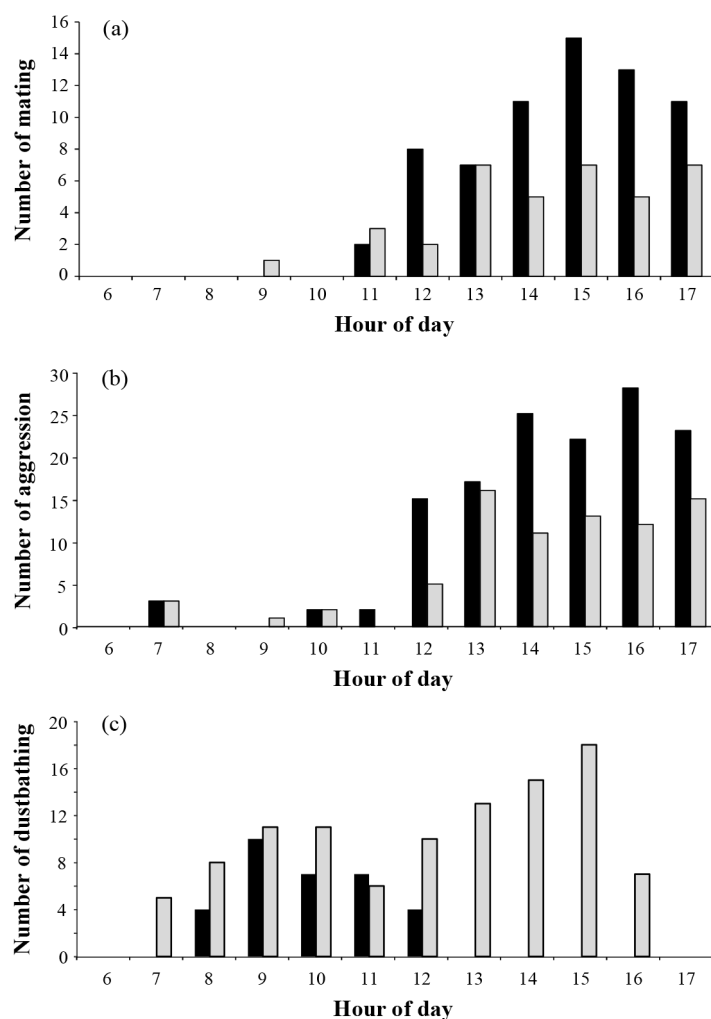 (a)
Number of mating
16
14
12
10
8
6
4
2
0
6 7 8 9 10 11 12 13 14 15 16 17
Hour of day
(b)
Number of aggression
30
25
20
15
10
5
0
6 7 8 9 10 11 12 13 14 15 16 17
Hour of day
(c)
Number of dustbathing
20
16
12
8
4
0
6 7 8 9 10 11 12 13 14 15 16 17
Hour of day